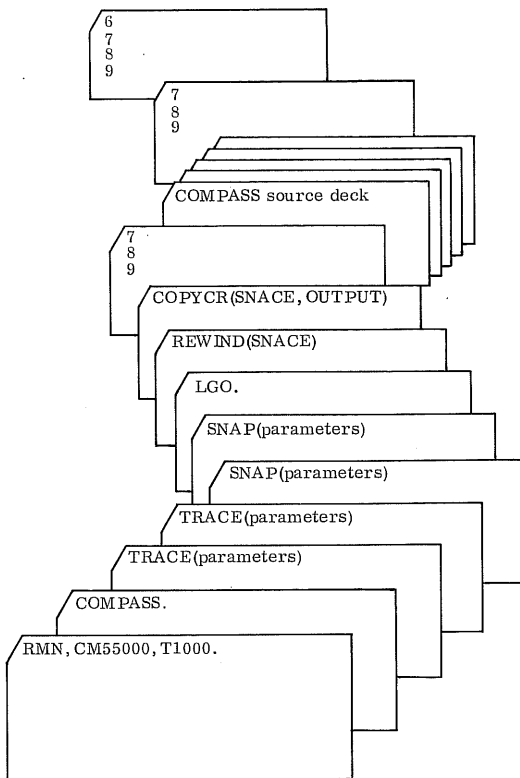 6
7
8
9
7
8
9
COMPASS source deck
7
8
9
COPYCR(SNACE, OUTPUT)
REWIND(SNACE)
LGO.
SNAP(parameters)
SNAP(parameters)
TRACE(parameters)
TRACE(parameters)
COMPASS.
RMN, CM55000, T1000.